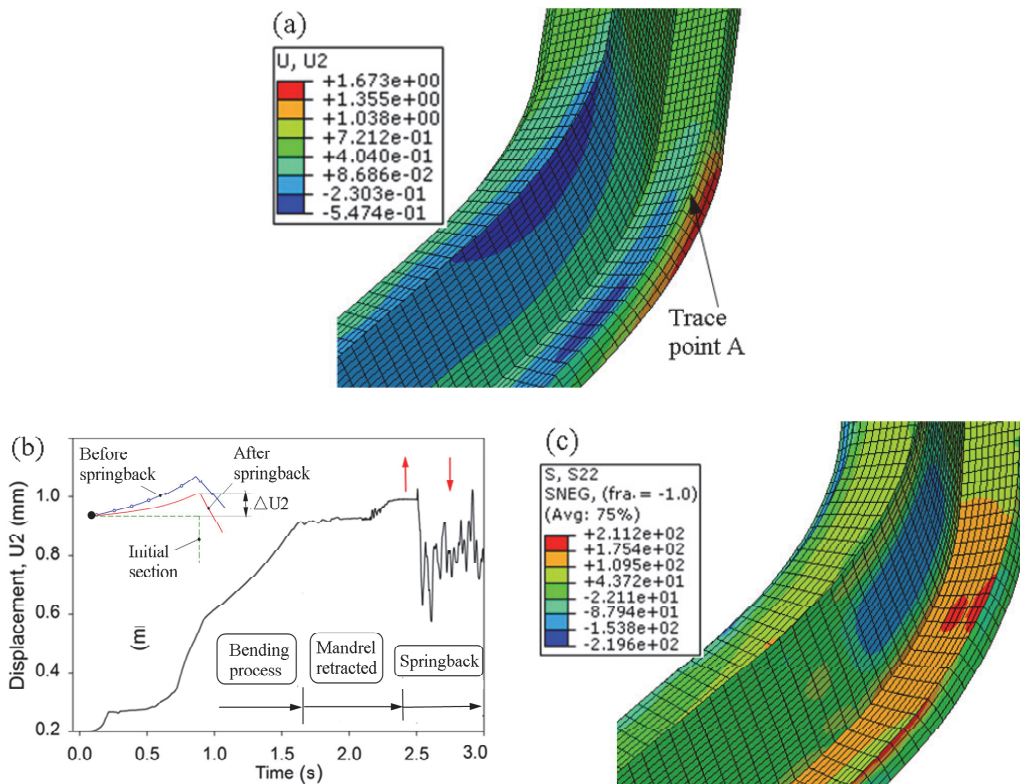 (a)
U, U2
+1.673e+00
+1.355e+00
+1.038e+00
+7.212e-01
+4.040e-01
+8.686e-02
-2.303e-01
-5.474e-01
Trace
point A
(b)
Before
springback
After
springback
△U2
Initial
section
Displacement, U2 (mm)
1.0
0.8
0.6
0.4
0.2
Bending
process
Mandrel
retracted
Springback
0.0
0.5
1.0
1.5
2.0
2.5
3.0
Time (s)
(c)
S, S22
SNEG, (fra. = -1.0)
(Avg: 75%)
+2.112e+02
+1.754e+02
+1.095e+02
+4.372e+01
-2.211e+01
-8.794e+01
-1.538e+02
-2.196e+02